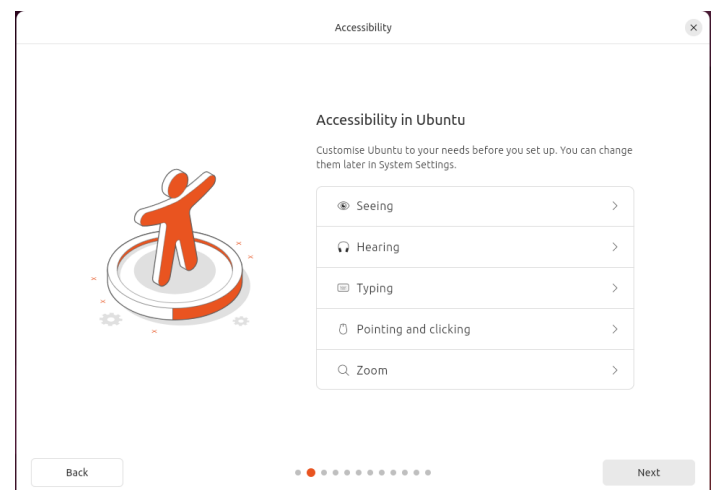 Accessibility
Accessibility in Ubuntu
Customise Ubuntu to your needs before you set up. You can change
them later in System Settings.
Seeing
Hearing
Typing
Pointing and clicking
Zoom
Back
Next